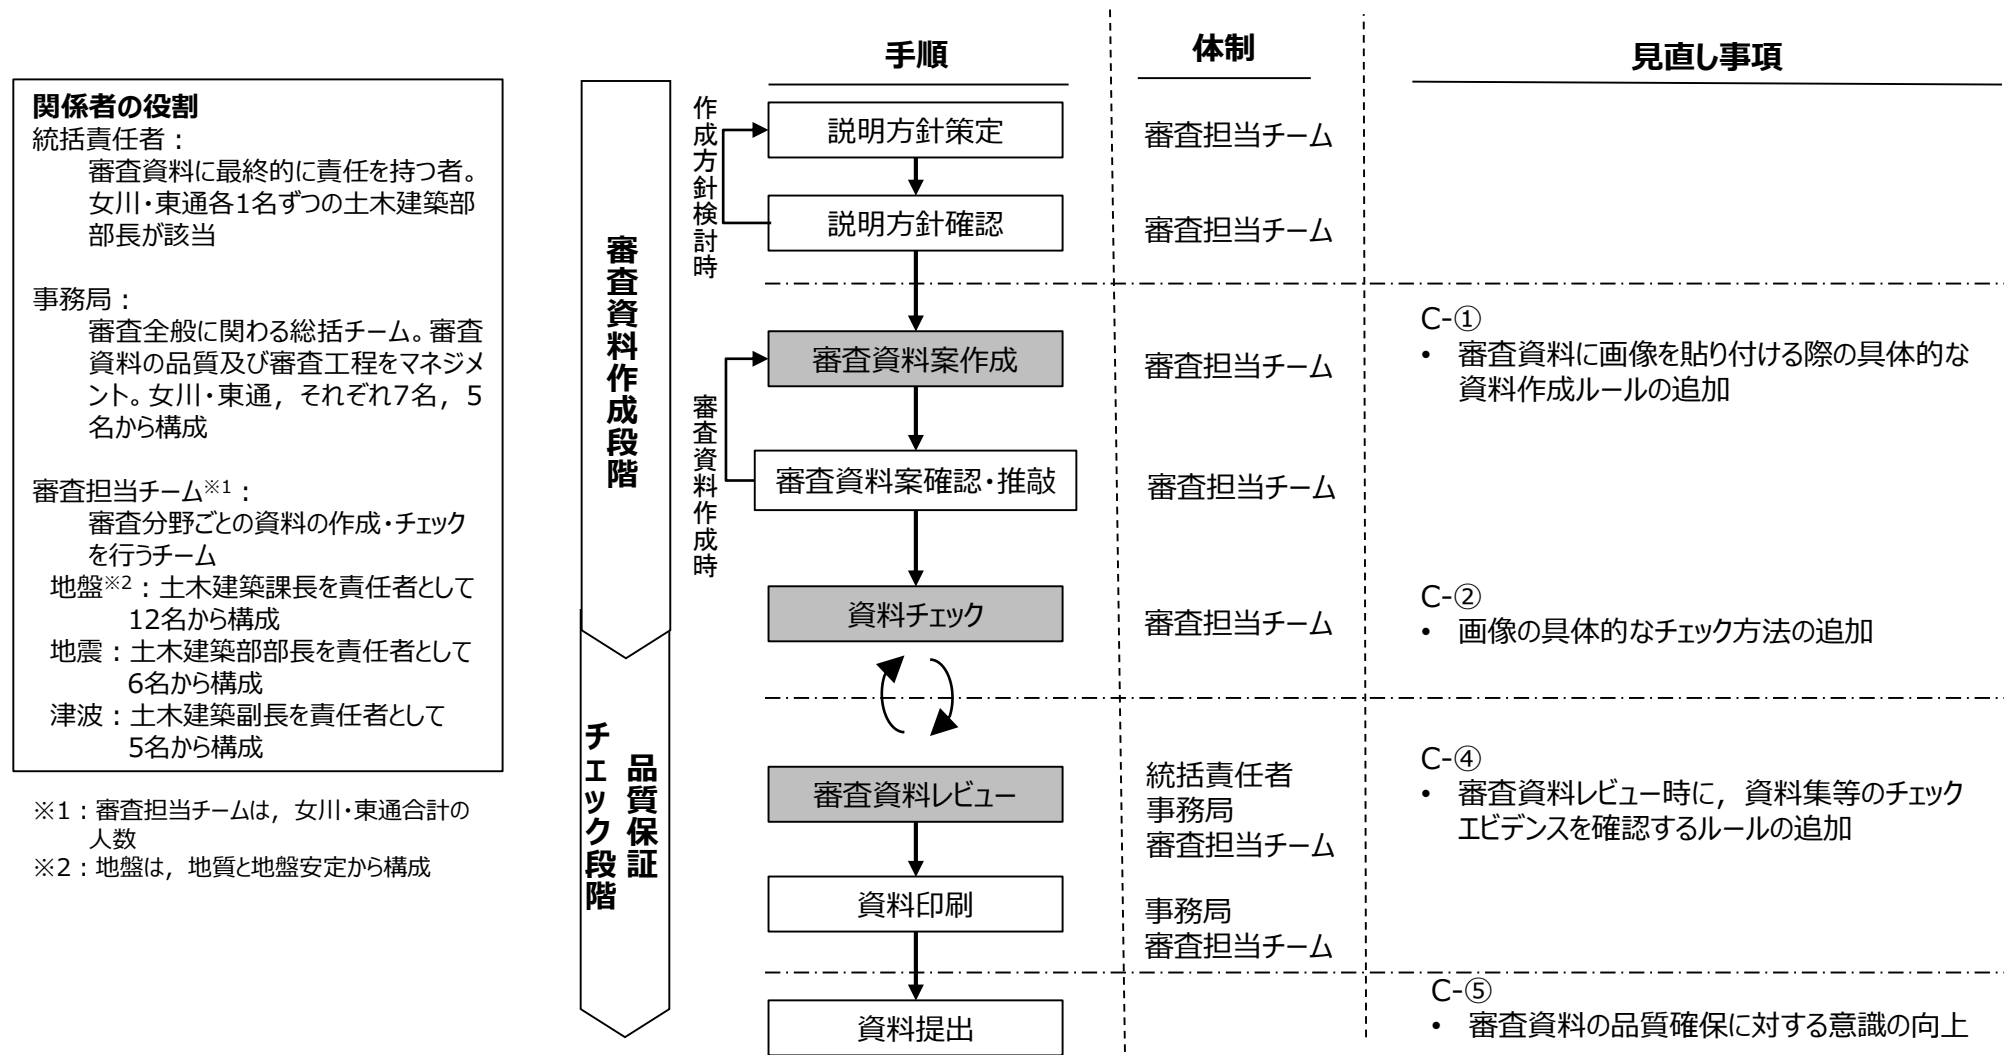 関係者の役割
統括責任者：
審査資料に最終的に責任を持つ者。
女川・東通各1名ずつの土木建築部
部長が該当
事務局：
審査全般に関わる総括チーム。審査
資料の品質及び審査工程をマネジメ
ント。女川・東通，それぞれ7名，5
名から構成
審査担当チーム※1：
審査分野ごとの資料の作成・チェック
を行うチーム
地盤※2：土木建築課長を責任者として
12名から構成
地震：土木建築部部長を責任者として
6名から構成
津波：土木建築副長を責任者として
5名から構成
※1：審査担当チームは，女川・東通合計の
人数
※2：地盤は，地質と地盤安定から構成
審査資料作成段階
品質保証
チェック段階
手順
体制
見直し事項
作成方針検討時
説明方針策定
審査担当チーム
説明方針確認
審査担当チーム
審査資料作成時
審査資料案作成
審査担当チーム
C-①
• 審査資料に画像を貼り付ける際の具体的な
資料作成ルールの追加
審査資料案確認・推敲
審査担当チーム
資料チェック
審査担当チーム
C-②
• 画像の具体的なチェック方法の追加
審査資料レビュー
統括責任者
事務局
審査担当チーム
C-④
• 審査資料レビュー時に，資料集等のチェック
エビデンスを確認するルールの追加
資料印刷
事務局
審査担当チーム
資料提出
C-⑤
• 審査資料の品質確保に対する意識の向上